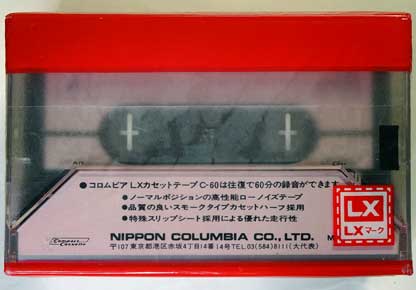 ●コロムビア LXカセットテープ C-60は往復で60分の録音ができます。
●ノーマルポジションの高性能ローノイズテープ
●品質の良いスモークタイプカセットハーフ採用
●特殊スリップシート採用による優れた走行性
LX
LXマーク
Compact Cassette
NIPPON COLUMBIA CO., LTD.
〒107 東京都港区赤坂4丁目14番14号TEL.03(584)8111(大代表)